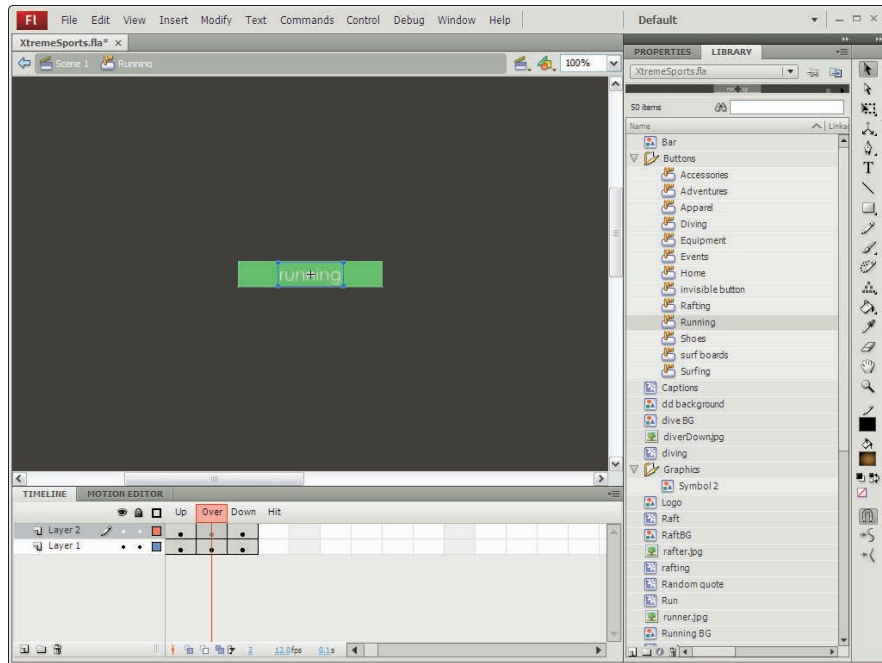 Fl File Edit View Insert Modify Text Commands Control Debug Window Help Default
XtremeSports.fla* ×
Scene 1 Running 100%
running
PROPERTIES LIBRARY
XtremeSports.fla
50 items
Name Linka
Bar
Buttons
Accessories
Adventures
Apparel
Diving
Equipment
Events
Home
invisible button
Rafting
Running
Shoes
surf boards
Surfing
Captions
dd background
dive BG
diverDown.jpg
diving
Graphics
Symbol 2
Logo
Raft
RaftBG
rafter.jpg
rafting
Random quote
Run
runner.jpg
Running BG
TIMELINE MOTION EDITOR
Up Over Down Hit
Layer 2
Layer 1
2 12.0fps 0.1s